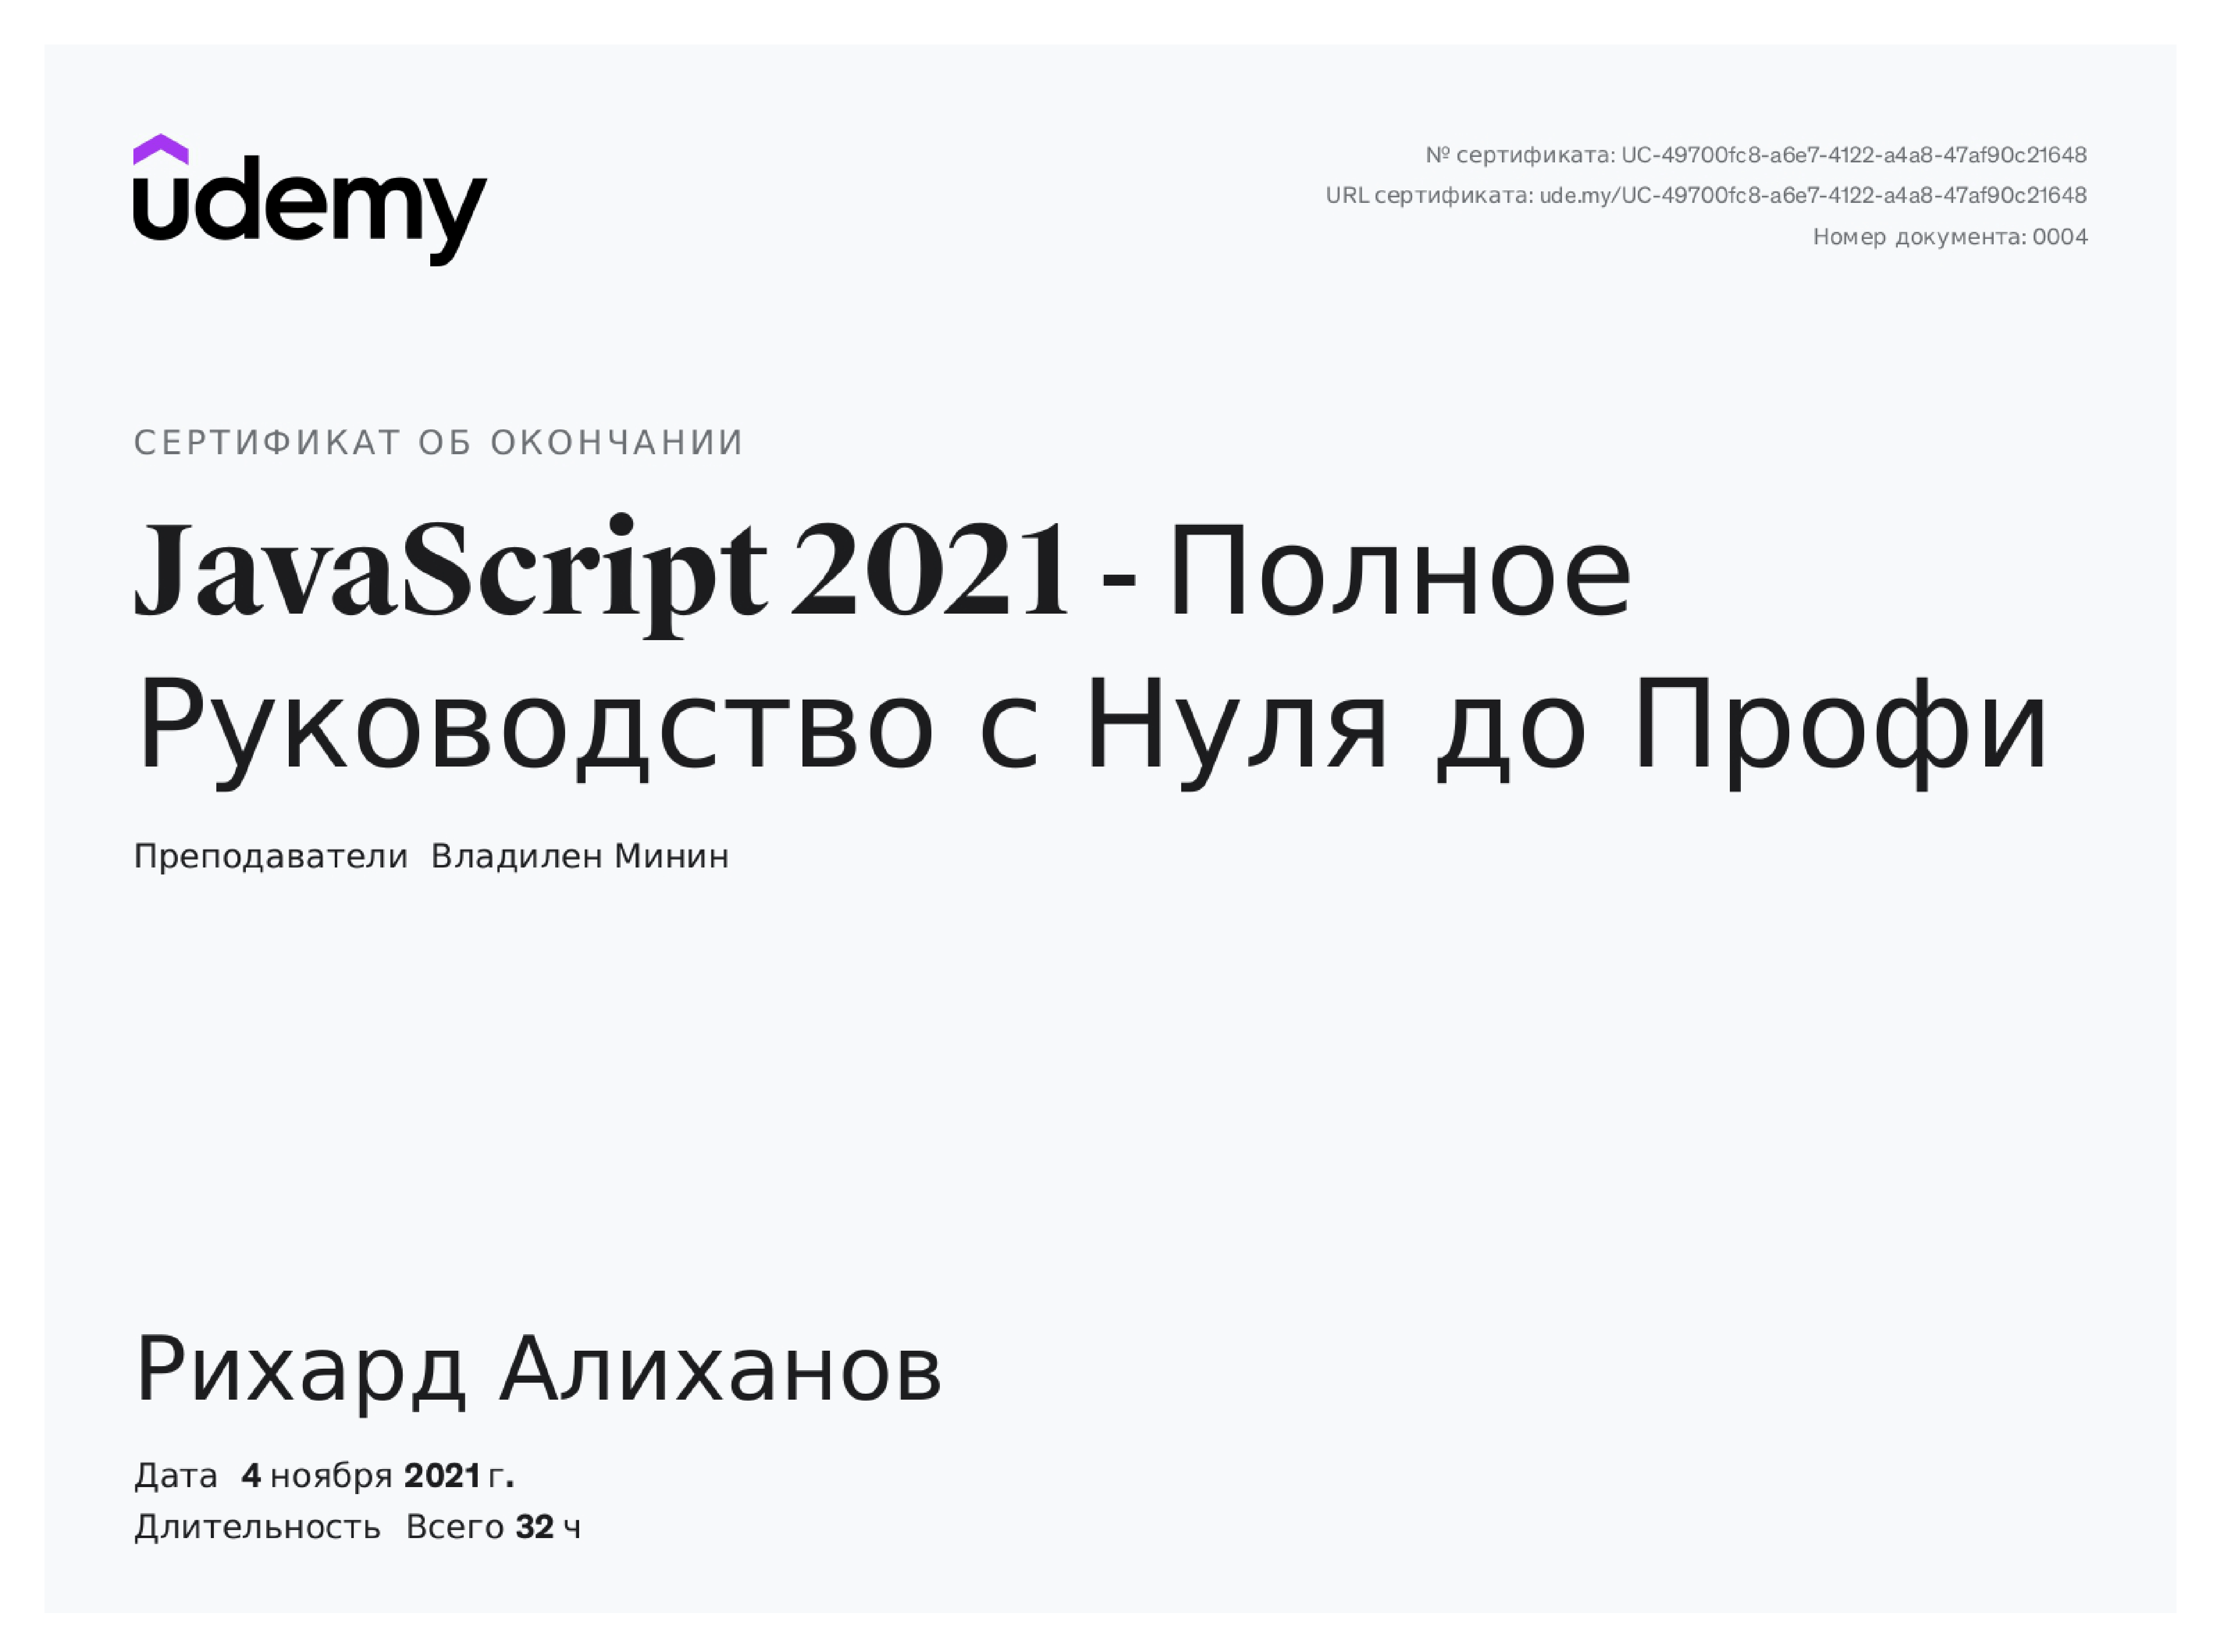 udemy
№ сертификата: UC-49700fc8-a6e7-4122-a4a8-47af90c21648
URL сертификата: ude.my/UC-49700fc8-a6e7-4122-a4a8-47af90c21648
Номер документа: 0004
СЕРТИФИКАТ ОБ ОКОНЧАНИИ
JavaScript 2021 - Полное
Руководство с Нуля до Профи
Преподаватели Владилен Минин
Рихард Алиханов
Дата 4 ноября 2021 г.
Длительность Всего 32 ч